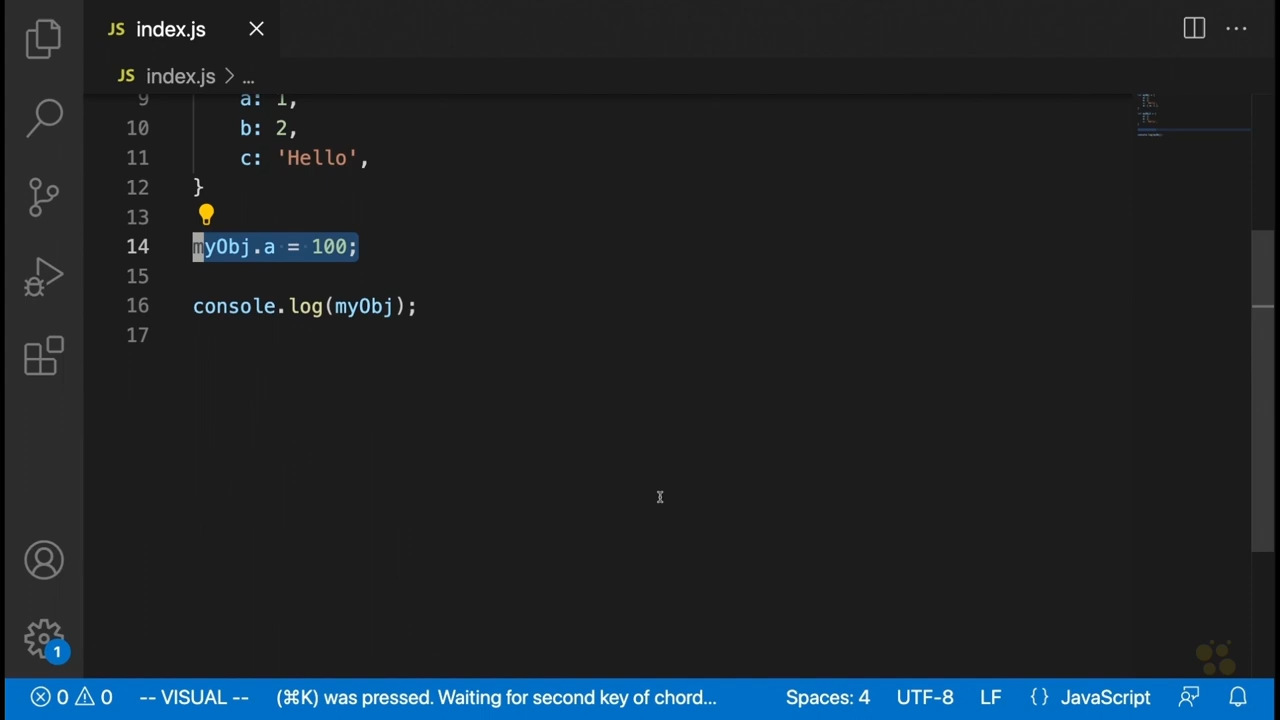 JS index.js
JS index.js > ...
9 a: 1,
10 b: 2,
11 c: 'Hello',
12 }
13
14 myObj.a = 100;
15
16 console.log(myObj);
17
1
0 0 -- VISUAL -- (⌘K) was pressed. Waiting for second key of chord... Spaces: 4 UTF-8 LF {} JavaScript